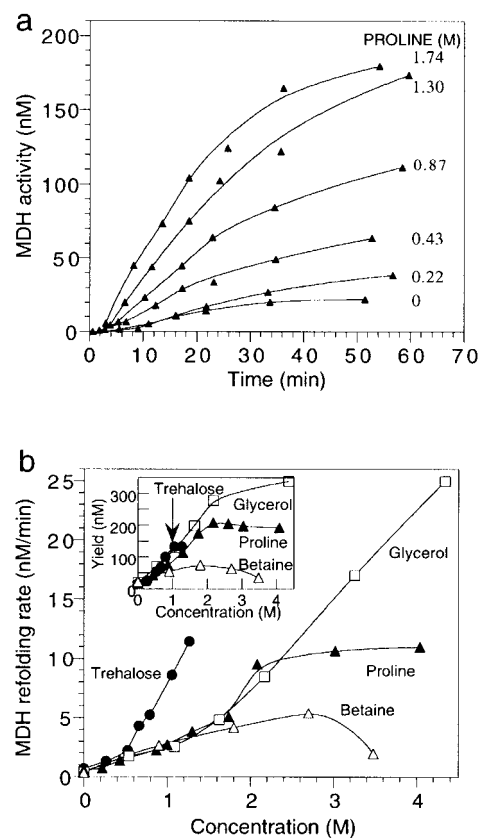 a
200
150
100
50
0
MDH activity (nM)
PROLINE (M)
1.74
1.30
0.87
0.43
0.22
0
0 10 20 30 40 50 60 70
Time (min)
b
25
20
15
10
5
0
MDH refolding rate (nM/min)
Trehalose
300
200
100
0
Yield (nM)
Glycerol
Proline
Betaine
0 1 2 3 4
Concentration (M)
Glycerol
Trehalose
Proline
Betaine
0 1 2 3 4
Concentration (M)